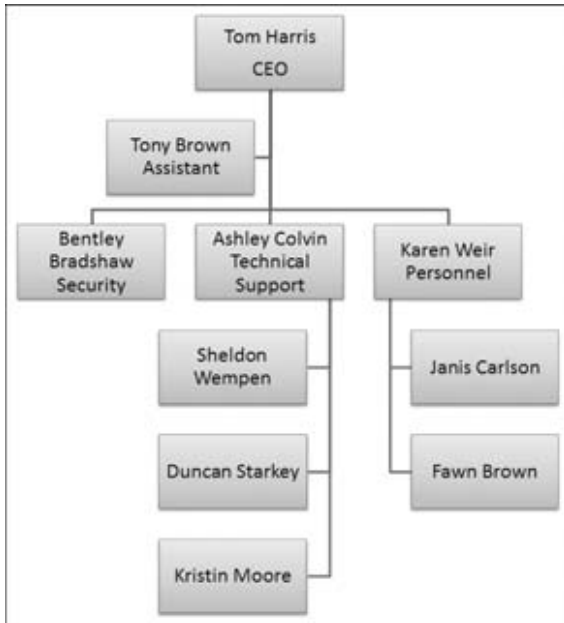 Tom Harris
CEO
Tony Brown
Assistant
Bentley
Bradshaw
Security
Ashley Colvin
Technical
Support
Karen Weir
Personnel
Sheldon
Wempen
Janis Carlson
Duncan Starkey
Fawn Brown
Kristin Moore